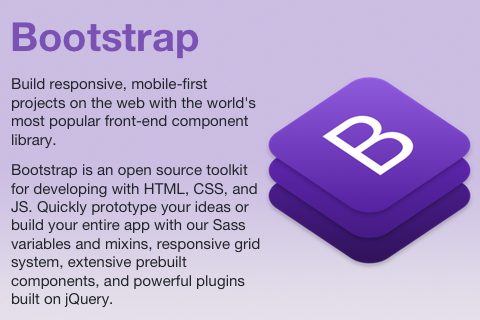 Bootstrap
Build responsive, mobile-first
projects on the web with the world's
most popular front-end component
library.
Bootstrap is an open source toolkit
for developing with HTML, CSS, and
JS. Quickly prototype your ideas or
build your entire app with our Sass
variables and mixins, responsive grid
system, extensive prebuilt
components, and powerful plugins
built on jQuery.
B